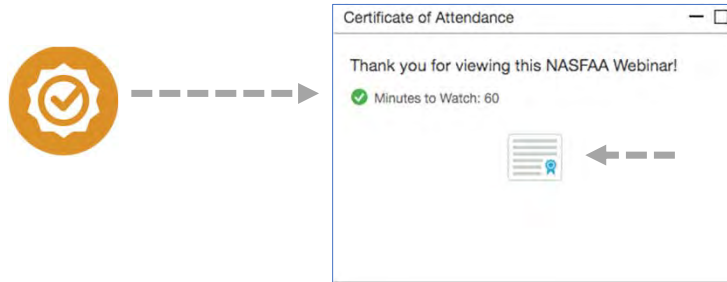 Certificate of Attendance
Thank you for viewing this NASFAA Webinar!
Minutes to Watch: 60